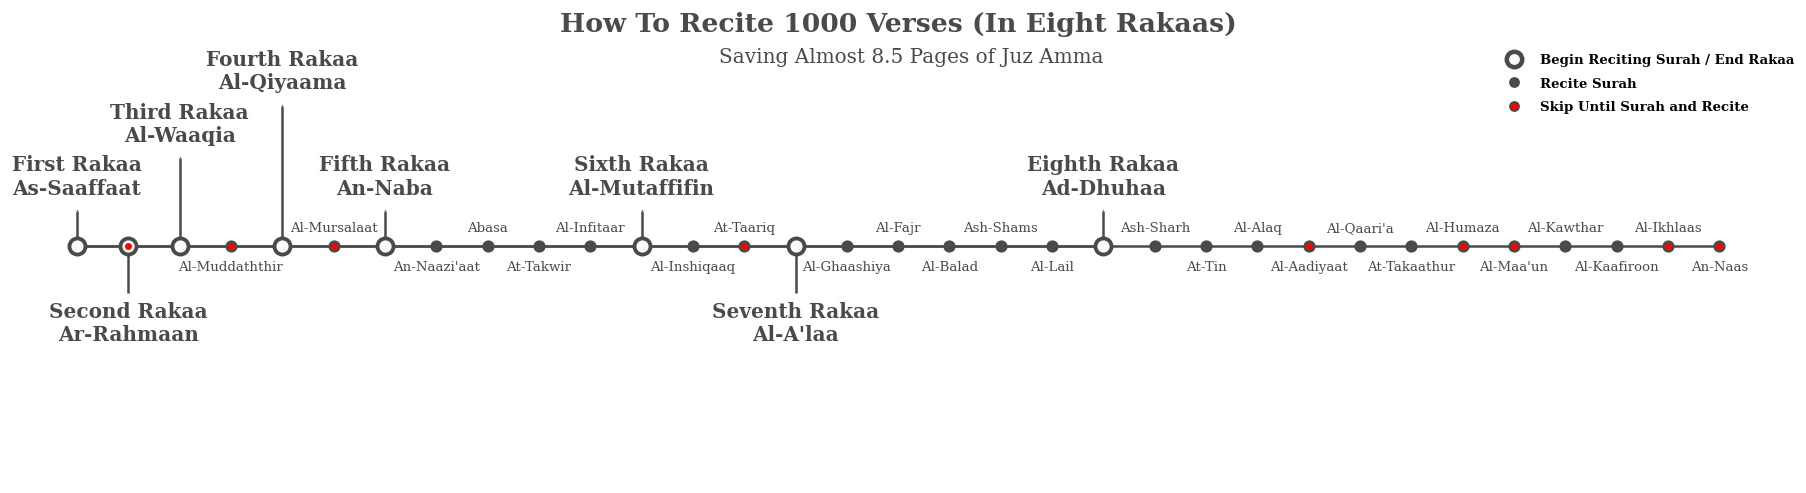 How To Recite 1000 Verses (In Eight Rakaas)
Saving Almost 8.5 Pages of Juz Amma
Begin Reciting Surah / End Rakaa
Recite Surah
Skip Until Surah and Recite
First Rakaa
As-Saaffaat
Second Rakaa
Ar-Rahmaan
Third Rakaa
Al-Waaqia
Al-Muddaththir
Fourth Rakaa
Al-Qiyaama
Al-Mursalaat
Fifth Rakaa
An-Naba
An-Naazi'aat
Abasa
At-Takwir
Al-Infitaar
Sixth Rakaa
Al-Mutaffifin
Al-Inshiqaaq
At-Taariq
Seventh Rakaa
Al-A'laa
Al-Ghaashiya
Al-Fajr
Al-Balad
Ash-Shams
Al-Lail
Eighth Rakaa
Ad-Dhuhaa
Ash-Sharh
At-Tin
Al-Alaq
Al-Aadiyaat
Al-Qaari'a
At-Takaathur
Al-Humaza
Al-Maa'un
Al-Kawthar
Al-Kaafiroon
Al-Ikhlaas
An-Naas